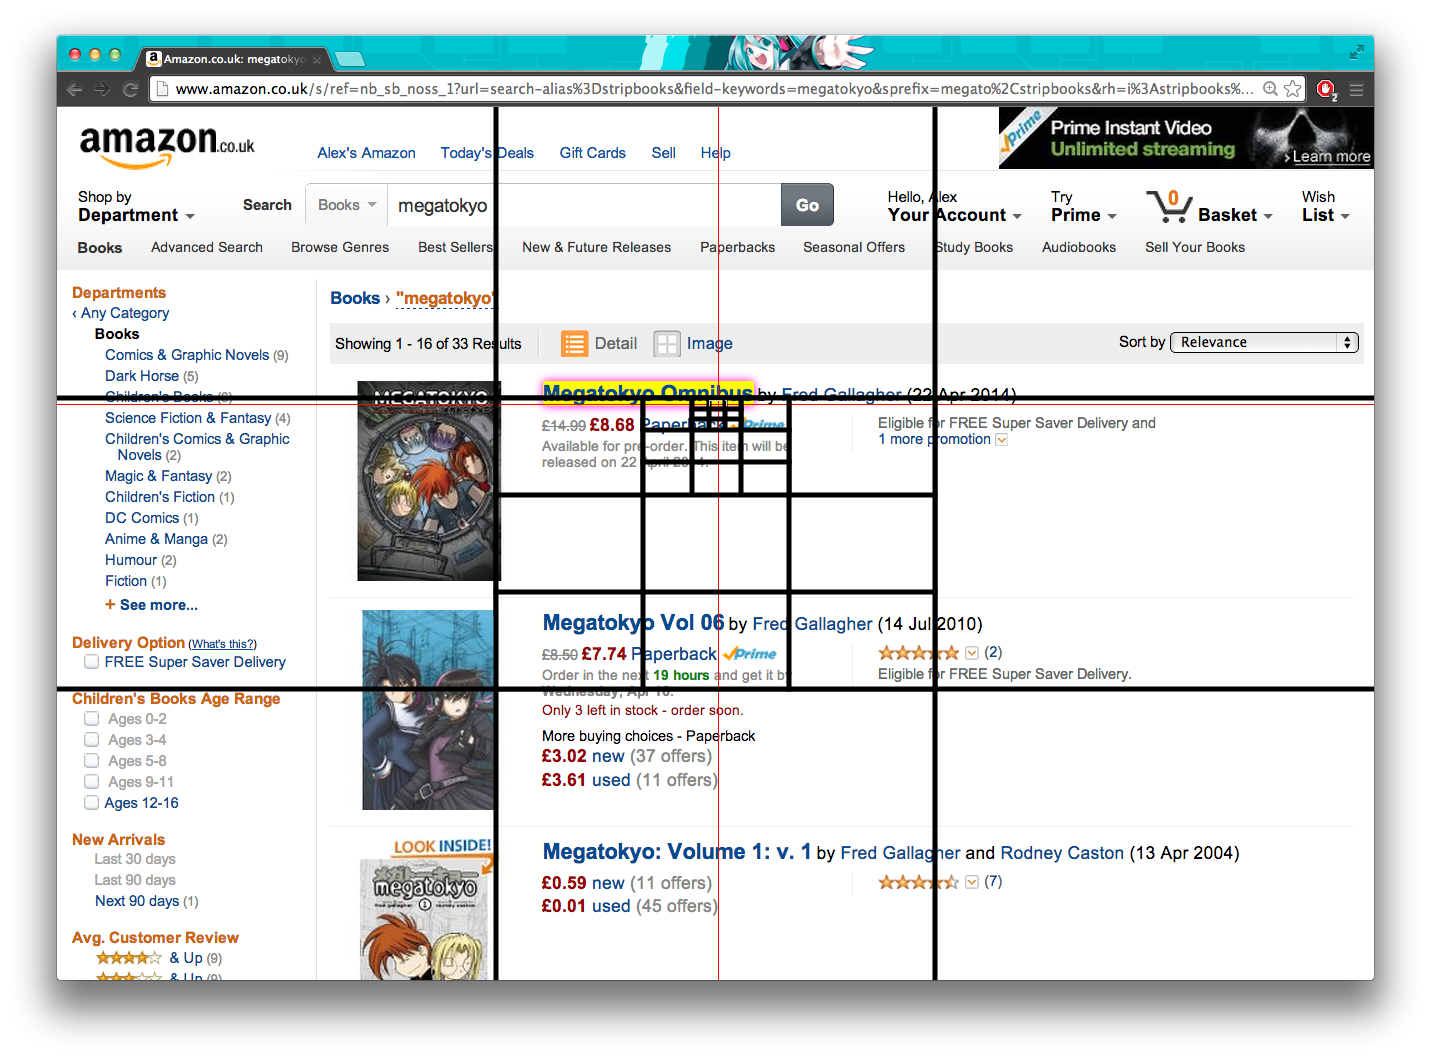 Amazon.co.uk: megatokyo
www.amazon.co.uk/s/ref=nb_sb_noss_1?url=search-alias%3Dstripbooks&field-keywords=megatokyo&sprefix=megato%2Cstripbooks&rh=i%3Astripbooks%...
2
amazon.co.uk
Alex's Amazon Today's Deals Gift Cards Sell Help
Prime Instant Video
Unlimited streaming
Prime
› Learn more
Shop by
Department
Search Books megatokyo Go
Hello, Alex
Your Account
Try
Prime
0
Basket
Wish
List
Books Advanced Search Browse Genres Best Sellers New & Future Releases Paperbacks Seasonal Offers Study Books Audiobooks Sell Your Books
Departments
‹ Any Category
Books
Comics & Graphic Novels (9)
Dark Horse (5)
Children's Books
Science Fiction & Fantasy (4)
Children's Comics & Graphic
Novels (2)
Magic & Fantasy (2)
Children's Fiction (1)
DC Comics (1)
Anime & Manga (2)
Humour (2)
Fiction (1)
+ See more...
Delivery Option (What's this?)
FREE Super Saver Delivery
Children's Books Age Range
Ages 0-2
Ages 3-4
Ages 5-8
Ages 9-11
Ages 12-16
New Arrivals
Last 30 days
Last 90 days
Next 90 days (1)
Avg. Customer Review
& Up (9)
& Up (9)
Books › "megatokyo"
Showing 1 - 16 of 33 Results Detail Image
Sort by Relevance
MEGATOKYO
Megatokyo Omnibus by Fred Gallagher (22 Apr 2014)
£14.99 £8.68 Paperback Prime
Available for pre-order. This item will be
released on 22 April 2014.
Eligible for FREE Super Saver Delivery and
1 more promotion
Megatokyo Vol 06 by Fred Gallagher (14 Jul 2010)
£8.50 £7.74 Paperback Prime
Order in the next 19 hours and get it by
Wednesday, Apr 16.
Only 3 left in stock - order soon.
More buying choices - Paperback
£3.02 new (37 offers)
£3.61 used (11 offers)
(2)
Eligible for FREE Super Saver Delivery.
LOOK INSIDE!
メガトーキョー
megatokyo
1
fred gallagher rodney caston
Megatokyo: Volume 1: v. 1 by Fred Gallagher and Rodney Caston (13 Apr 2004)
£0.59 new (11 offers)
£0.01 used (45 offers)
(7)